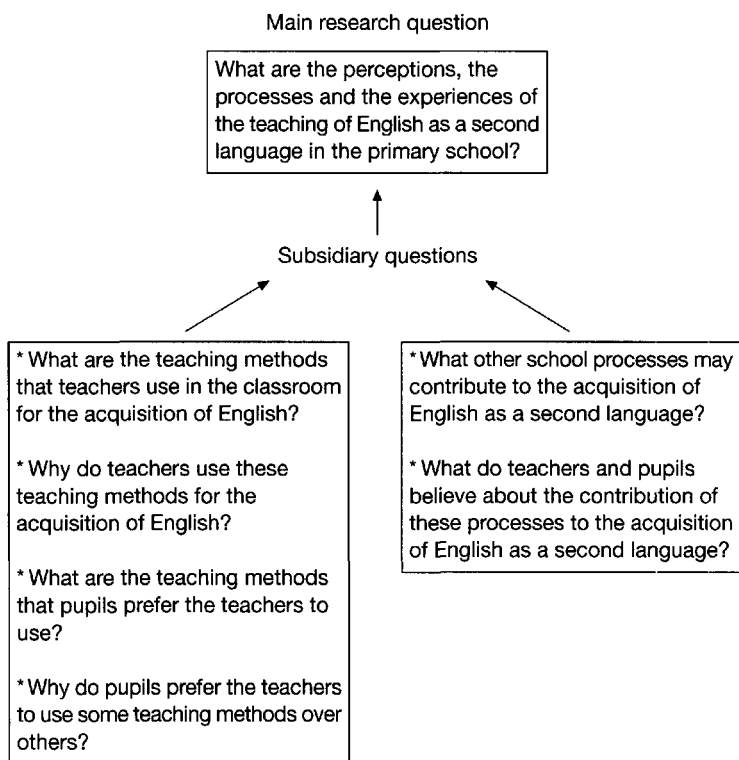 Main research question
What are the perceptions, the
processes and the experiences of
the teaching of English as a second
language in the primary school?
Subsidiary questions
* What are the teaching methods
that teachers use in the classroom
for the acquisition of English?
* Why do teachers use these
teaching methods for the
acquisition of English?
* What are the teaching methods
that pupils prefer the teachers to
use?
* Why do pupils prefer the teachers
to use some teaching methods over
others?
* What other school processes may
contribute to the acquisition of
English as a second language?
* What do teachers and pupils
believe about the contribution of
these processes to the acquisition
of English as a second language?